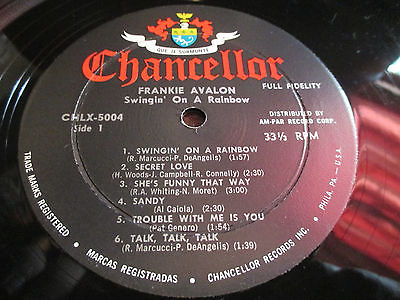 QUE JE SURMONTE
Chancellor
FRANKIE AVALON
FULL FIDELITY
Swingin' On A Rainbow
CHLX-5004
Side 1
DISTRIBUTED BY
AM-PAR RECORD CORP.
33⅓ RPM
1. SWINGIN' ON A RAINBOW
(R. Marcucci-P. DeAngelis) (1:57)
2. SECRET LOVE
(H. Woods-J. Campbell-R. Connelly) (2:30)
3. SHE'S FUNNY THAT WAY
(R.A. Whiting-N. Moret) (3:00)
4. SANDY
(Al Caiola) (2:30)
5. TROUBLE WITH ME IS YOU
(Pat Genaro) (1:54)
6. TALK, TALK, TALK
(R. Marcucci-P. DeAngelis) (1:39)
TRADE MARKS REGISTERED • MARCAS REGISTRADAS • CHANCELLOR RECORDS INC. • PHILA, PA.—U.S.A.